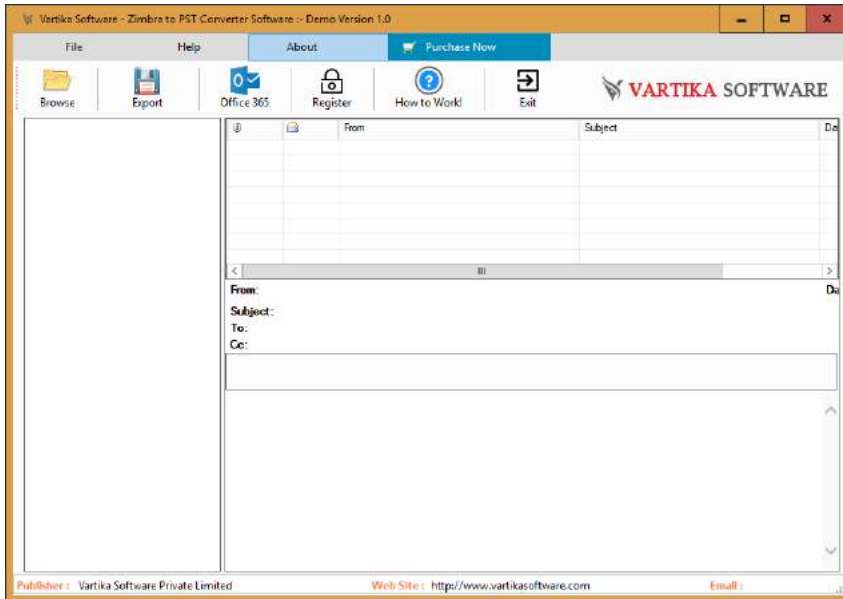 Vartika Software - Zimbra to PST Converter Software :- Demo Version 1.0
File Help About Purchase Now
Browse Export Office 365 Register How to World Exit VARTIKA SOFTWARE
From Subject Da
From: Da
Subject:
To:
Cc:
Publisher : Vartika Software Private Limited Web Site : http://www.vartikasoftware.com Email :